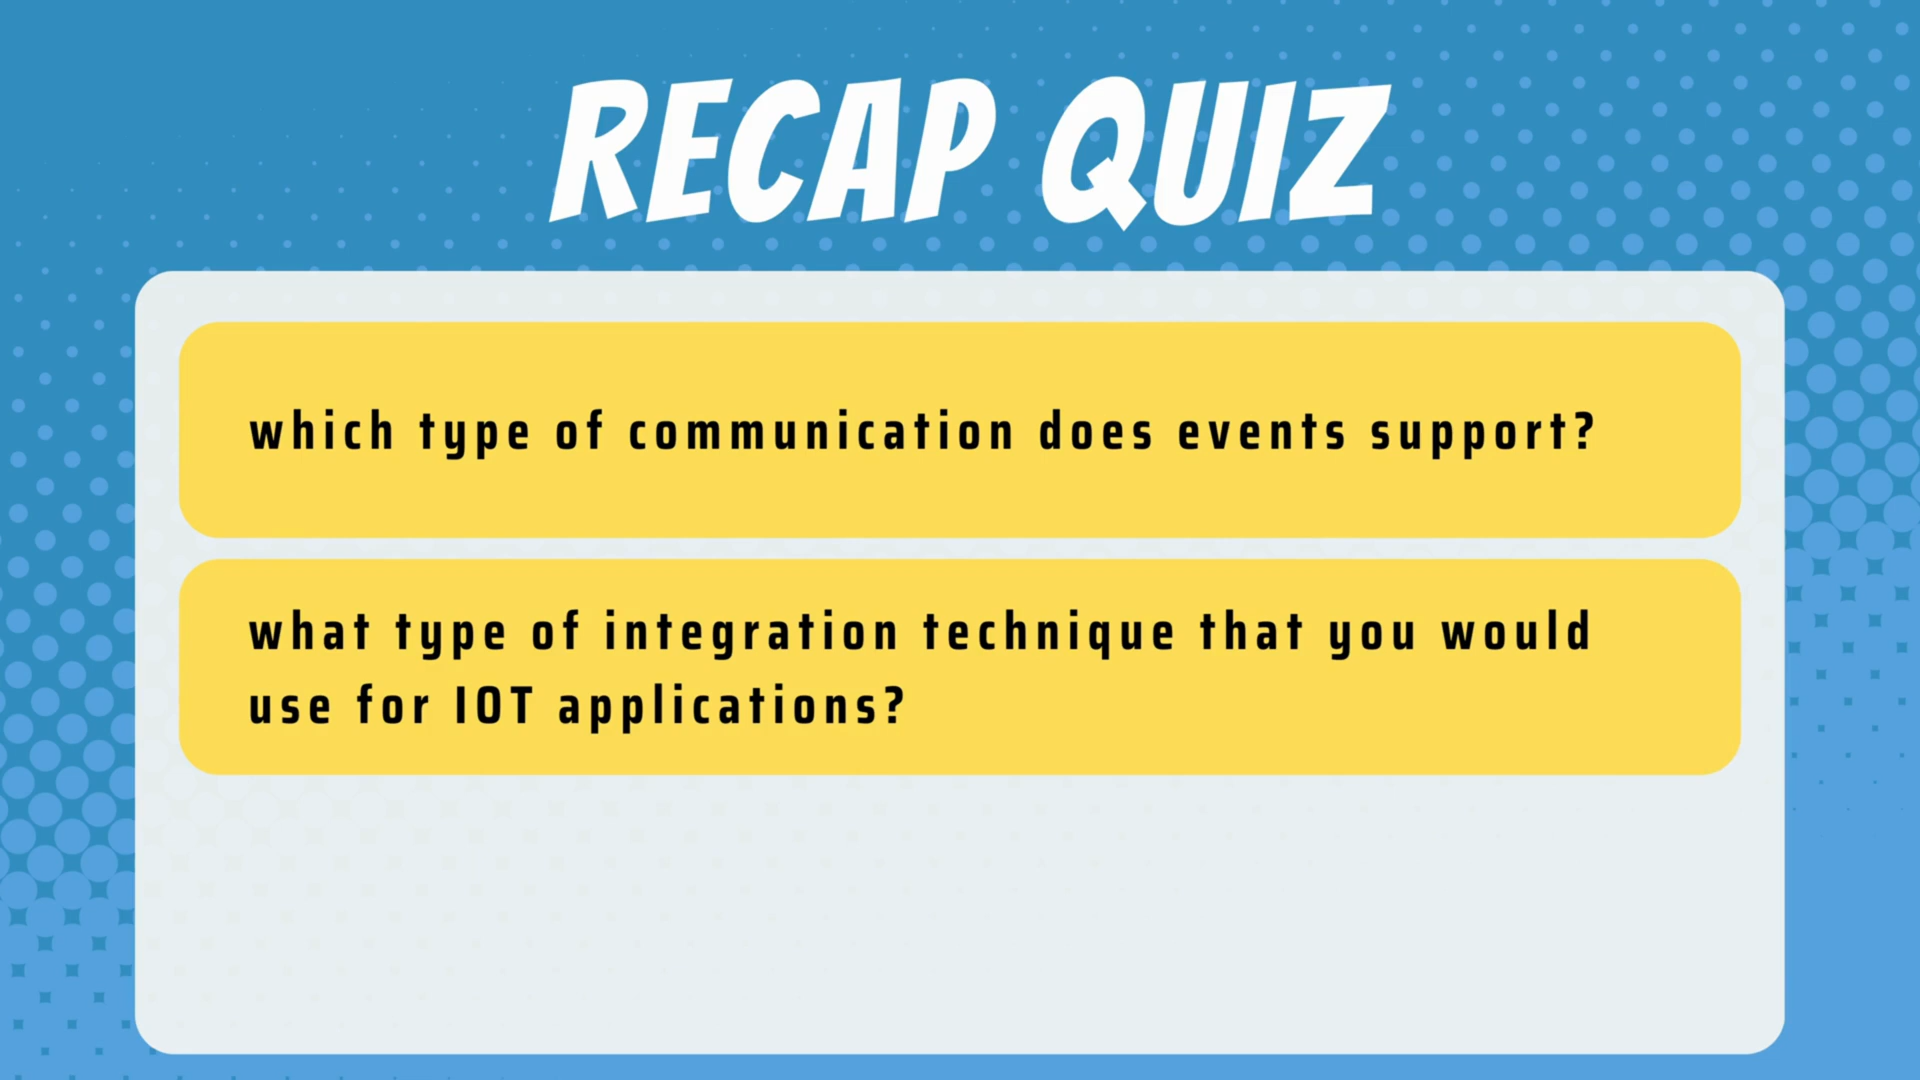 RECAP QUIZ
which type of communication does events support?
what type of integration technique that you would
use for IOT applications?